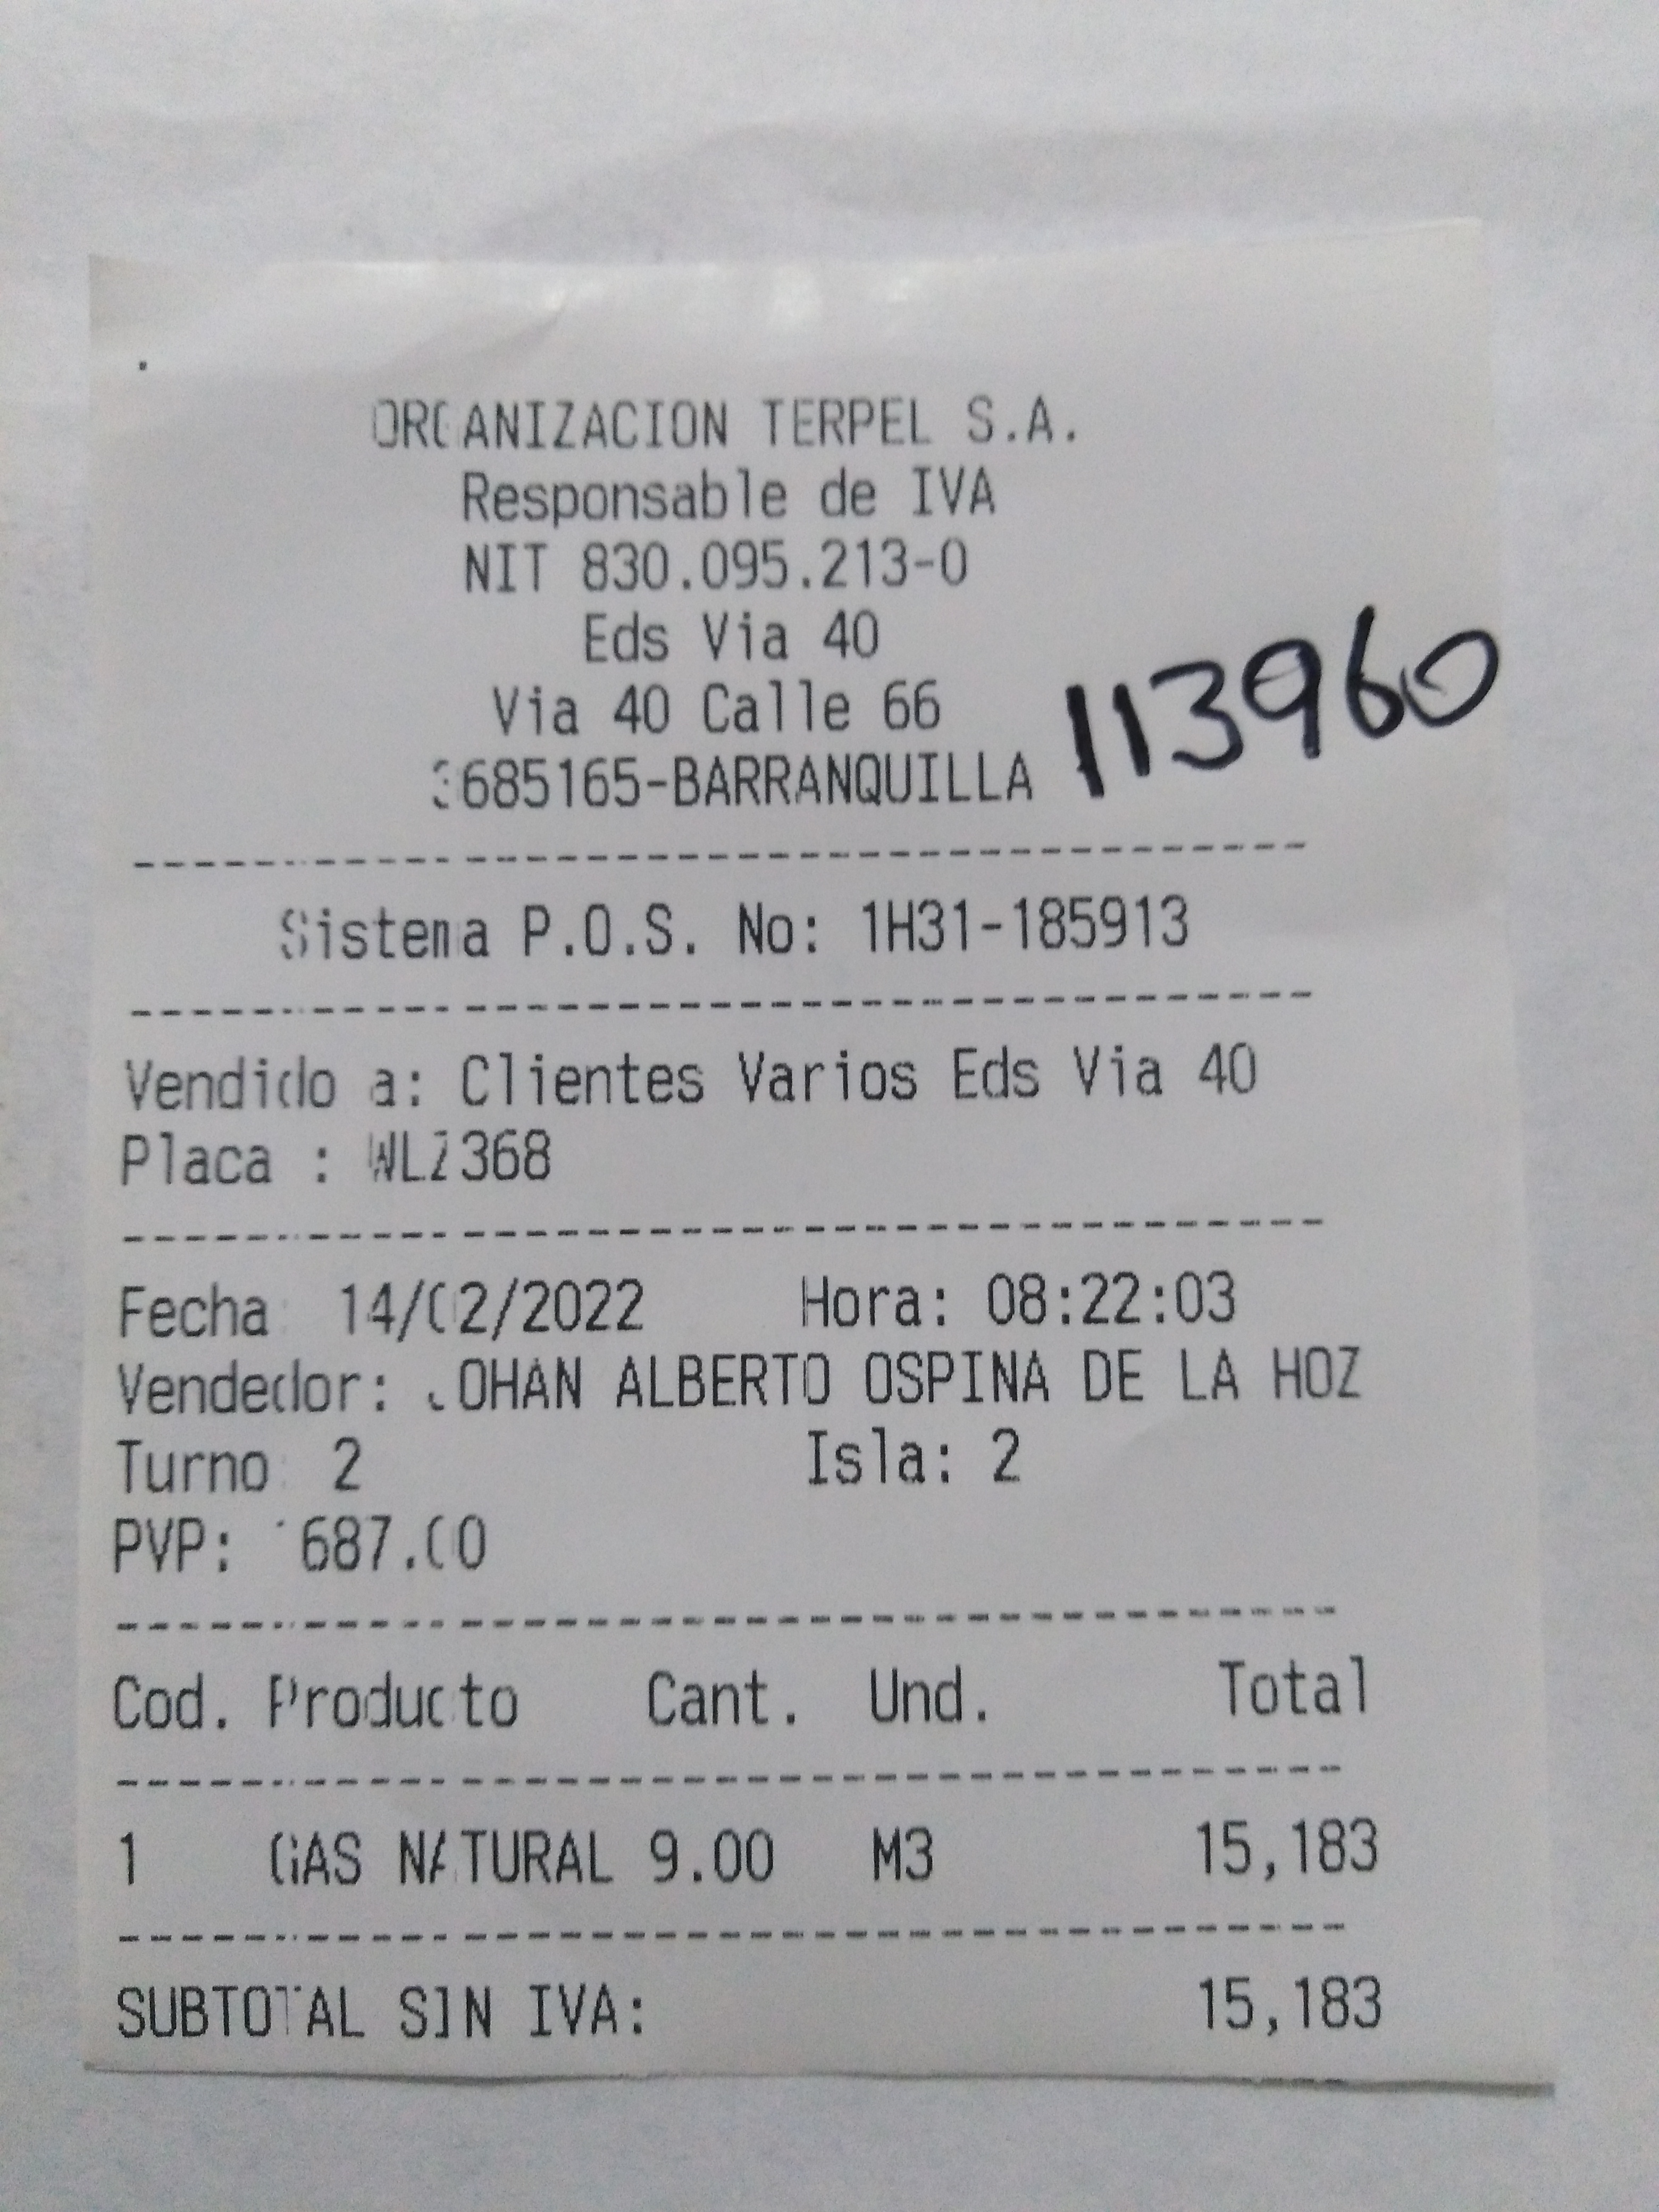 ORGANIZACION TERPEL S.A.
Responsable de IVA
NIT 830.095.213-0
Eds Via 40
Via 40 Calle 66
3685165-BARRANQUILLA
113960
Sistema P.O.S. No: 1H31-185913
Vendido a: Clientes Varios Eds Via 40
Placa : WLZ368
Fecha: 14/02/2022 Hora: 08:22:03
Vendedor: JOHAN ALBERTO OSPINA DE LA HOZ
Turno: 2 Isla: 2
PVP: 1687.00
Cod. Producto Cant. Und. Total
1 GAS NATURAL 9.00 M3 15,183
SUBTOTAL SIN IVA: 15,183